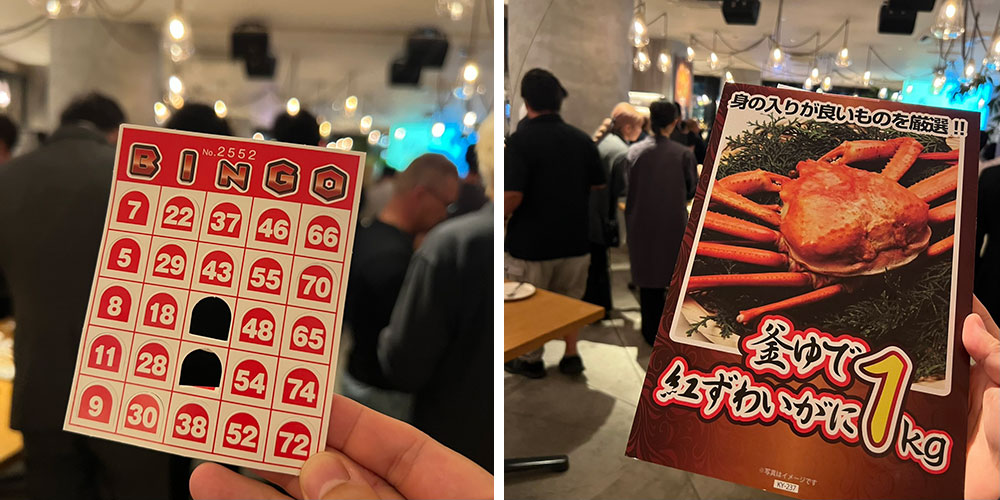 No.2552
BINGO
7 22 37 46 66
5 29 43 55 70
8 18 48 65
11 28 54 74
9 30 38 52 72
身の入りが良いものを厳選!!
釜ゆで
紅ずわいがに1kg
※写真はイメージです
KY-237